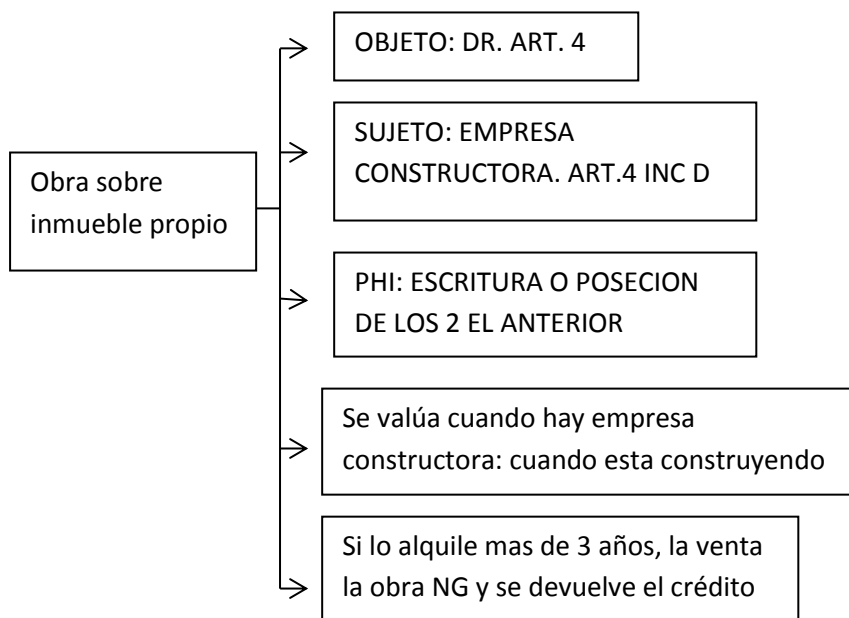 OBJETO: DR. ART. 4
SUJETO: EMPRESA
CONSTRUCTORA. ART.4 INC D
Obra sobre
inmueble propio
PHI: ESCRITURA O POSECION
DE LOS 2 EL ANTERIOR
Se valúa cuando hay empresa
constructora: cuando esta construyendo
Si lo alquile mas de 3 años, la venta
la obra NG y se devuelve el crédito